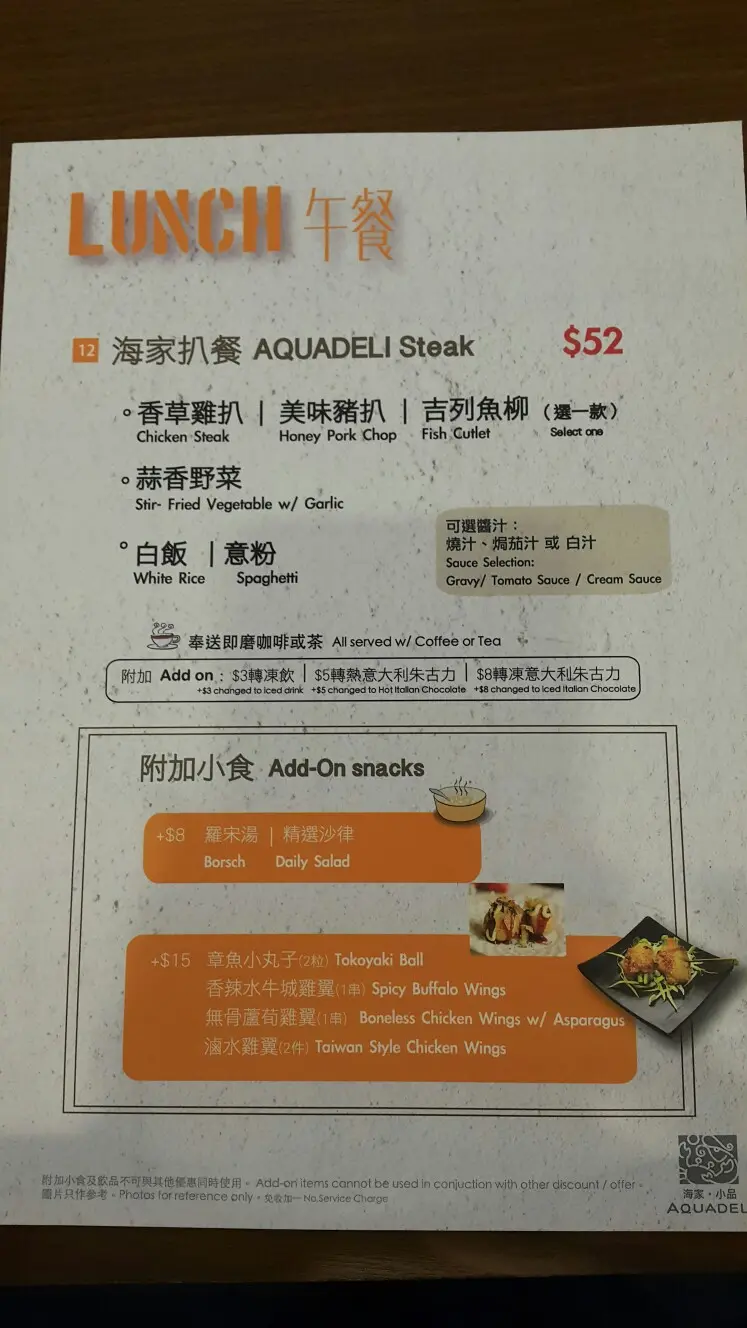 LUNCH 午餐
12 海家扒餐 AQUADELI Steak $52
香草雞扒 | 美味豬扒 | 吉列魚柳 (選一款)
Chicken Steak Honey Pork Chop Fish Cutlet Select one
蒜香野菜
Stir- Fried Vegetable w/ Garlic
白飯 | 意粉
White Rice Spaghetti
可選醬汁：
燒汁、焗茄汁 或 白汁
Sauce Selection:
Gravy/ Tomato Sauce / Cream Sauce
奉送即磨咖啡或茶 All served w/ Coffee or Tea
附加 Add on : $3轉凍飲 | $5轉熱意大利朱古力 | $8轉凍意大利朱古力
+$3 changed to iced drink +$5 changed to Hot Italian Chocolate +$8 changed to iced Italian Chocolate
附加小食 Add-On snacks
+$8 羅宋湯 | 精選沙律
Borsch Daily Salad
+$15 章魚小丸子(2粒) Tokoyaki Ball
香辣水牛城雞翼(1串) Spicy Buffalo Wings
無骨蘆荀雞翼(1串) Boneless Chicken Wings w/ Asparagus
滷水雞翼(2件) Taiwan Style Chicken Wings
附加小食及飲品不可與其他優惠同時使用。 Add-on items cannot be used in conjuction with other discount / offer。
圖片只作參考。Photos for reference only。免收加一 No Service Charge
海家・小品
AQUADEL